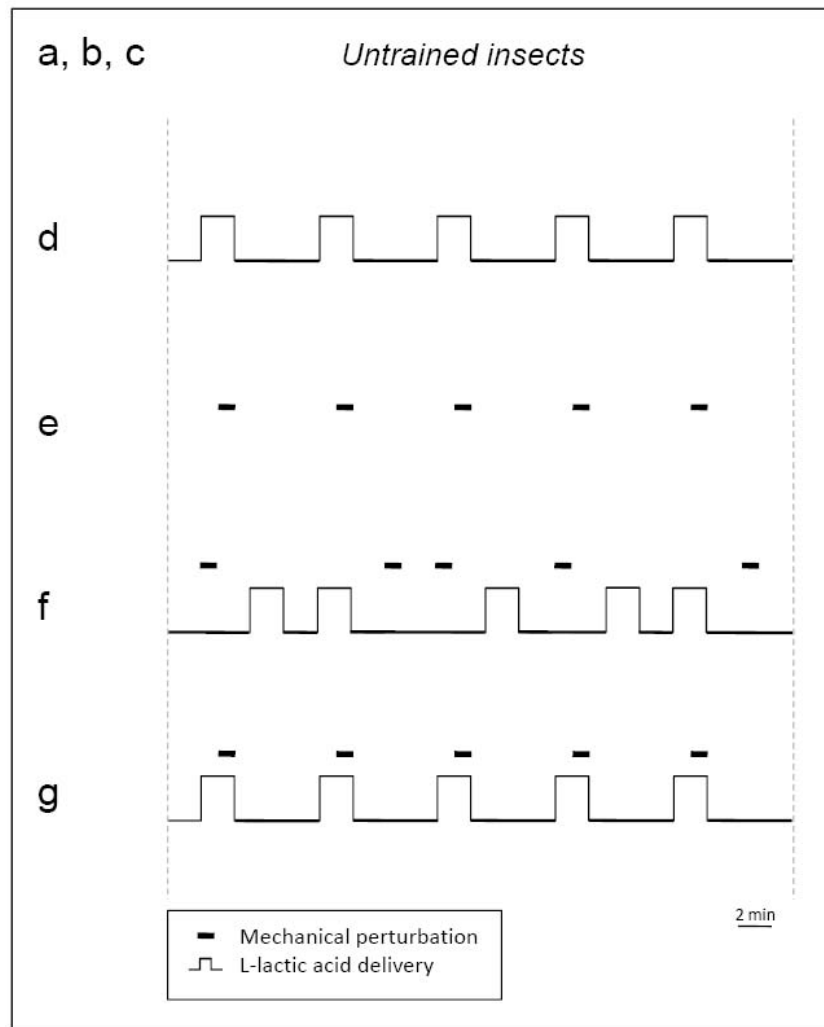 a, b, c
Untrained insects
d
e
f
g
2 min
Mechanical perturbation
L-lactic acid delivery